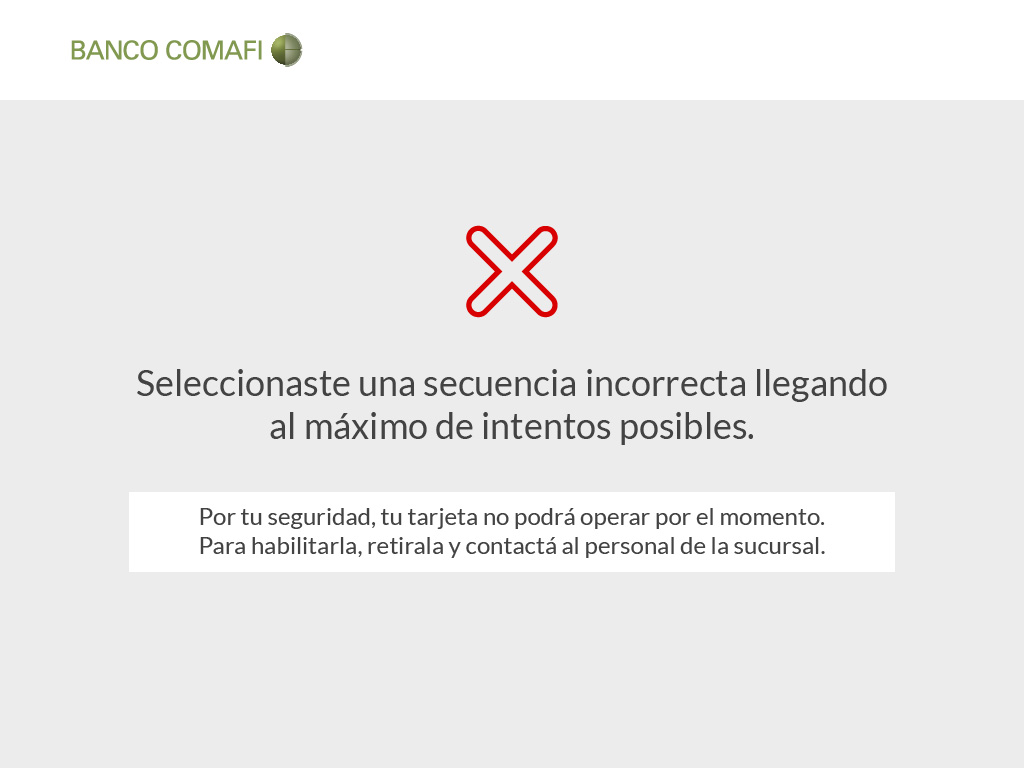 BANCO COMAFI
Seleccionaste una secuencia incorrecta llegando
al máximo de intentos posibles.
Por tu seguridad, tu tarjeta no podrá operar por el momento.
Para habilitarla, retirala y contactá al personal de la sucursal.